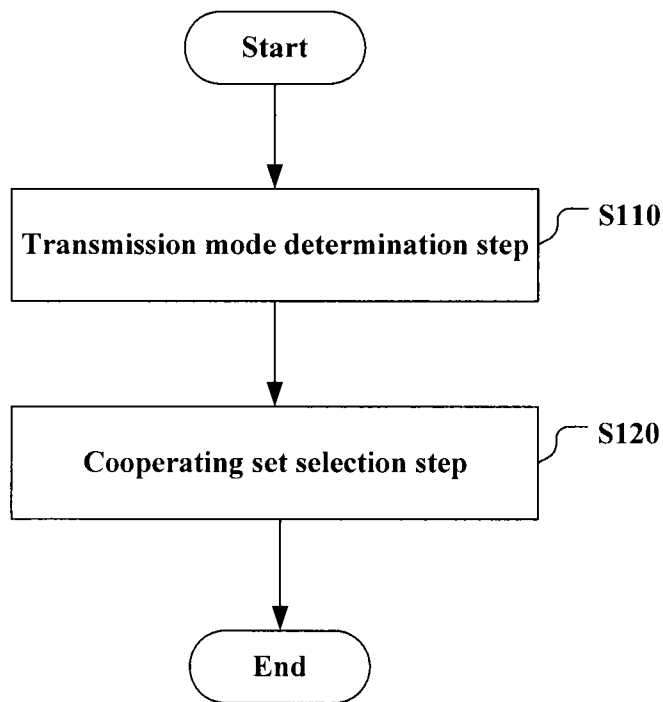 Start
Transmission mode determination step
S110
Cooperating set selection step
S120
End